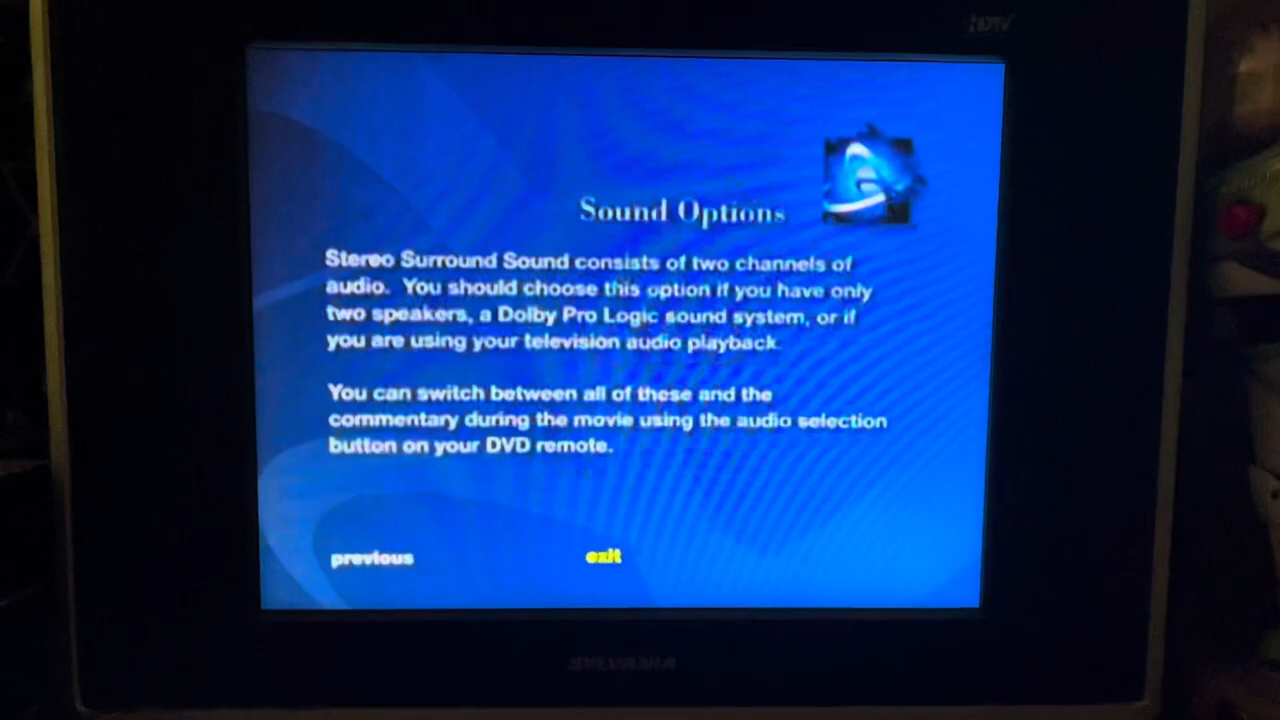 HDTV
Sound Options
Stereo Surround Sound consists of two channels of
audio. You should choose this option if you have only
two speakers, a Dolby Pro Logic sound system, or if
you are using your television audio playback.
You can switch between all of these and the
commentary during the movie using the audio selection
button on your DVD remote.
previous
exit
SYLVANIA